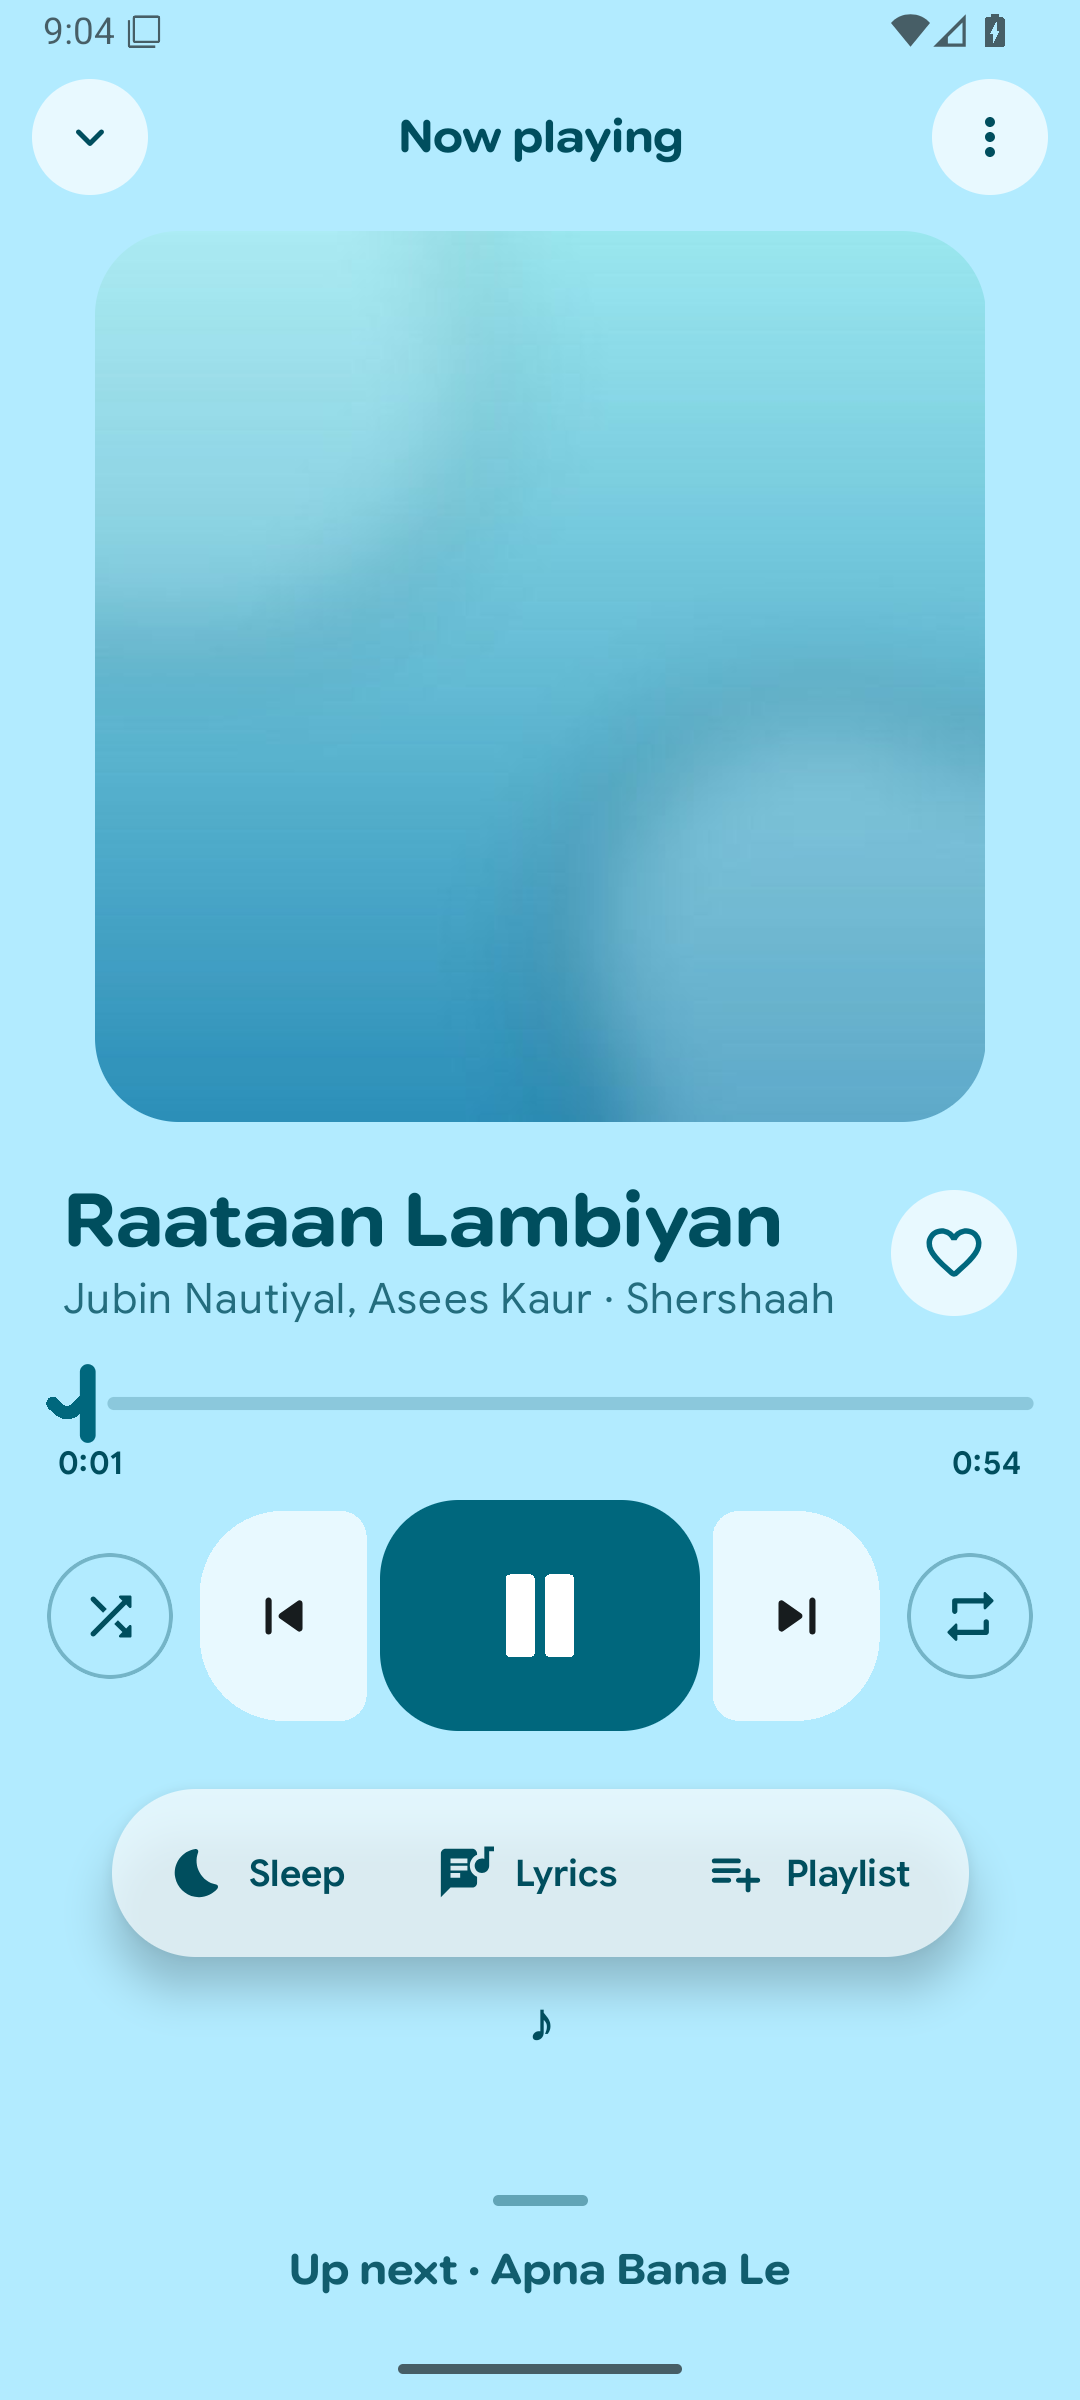 9:04
Now playing
Raataan Lambiyan
Jubin Nautiyal, Asees Kaur · Shershaah
0:01
0:54
Sleep
Lyrics
Playlist
♪
Up next · Apna Bana Le